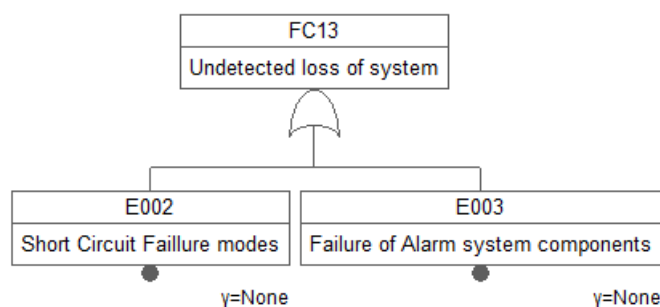 FC13
Undetected loss of system
E002
Short Circuit Faillure modes
E003
Failure of Alarm system components
y=None
y=None